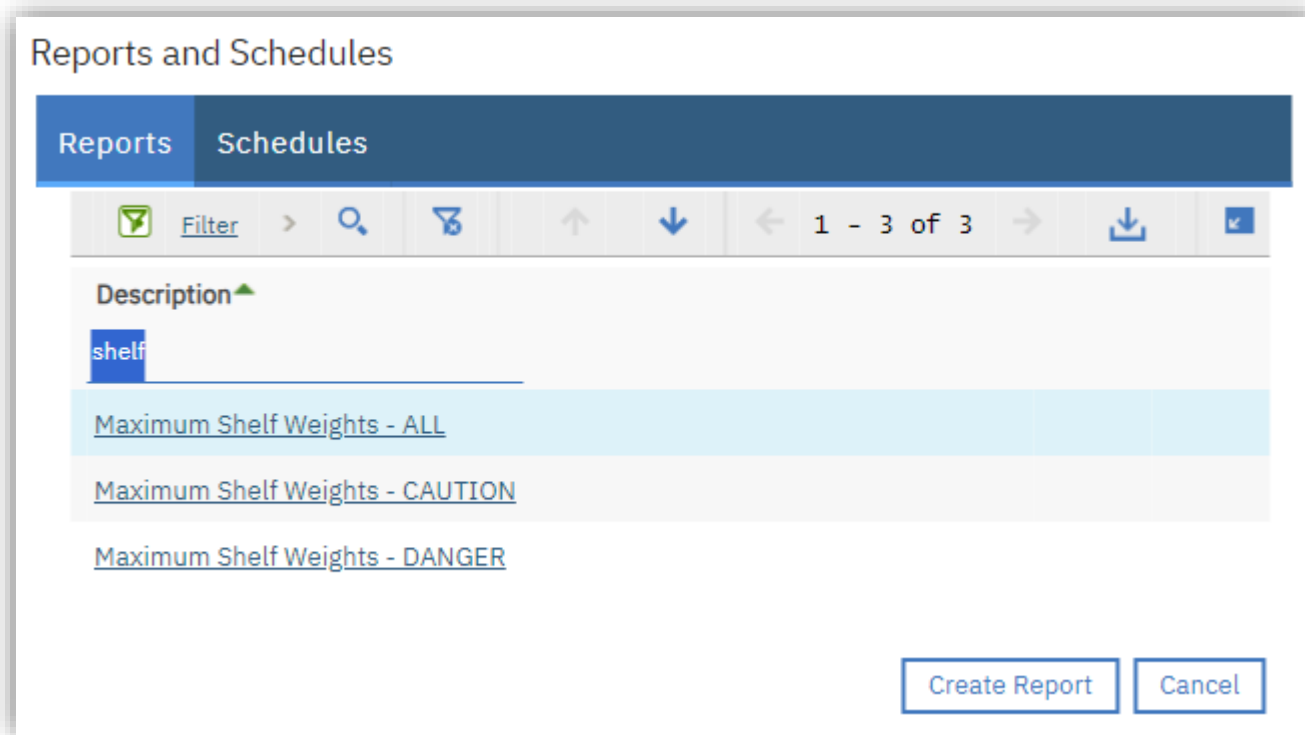 Reports and Schedules
Reports Schedules
Filter > 1 - 3 of 3
Description
shelf
Maximum Shelf Weights - ALL
Maximum Shelf Weights - CAUTION
Maximum Shelf Weights - DANGER
Create Report Cancel